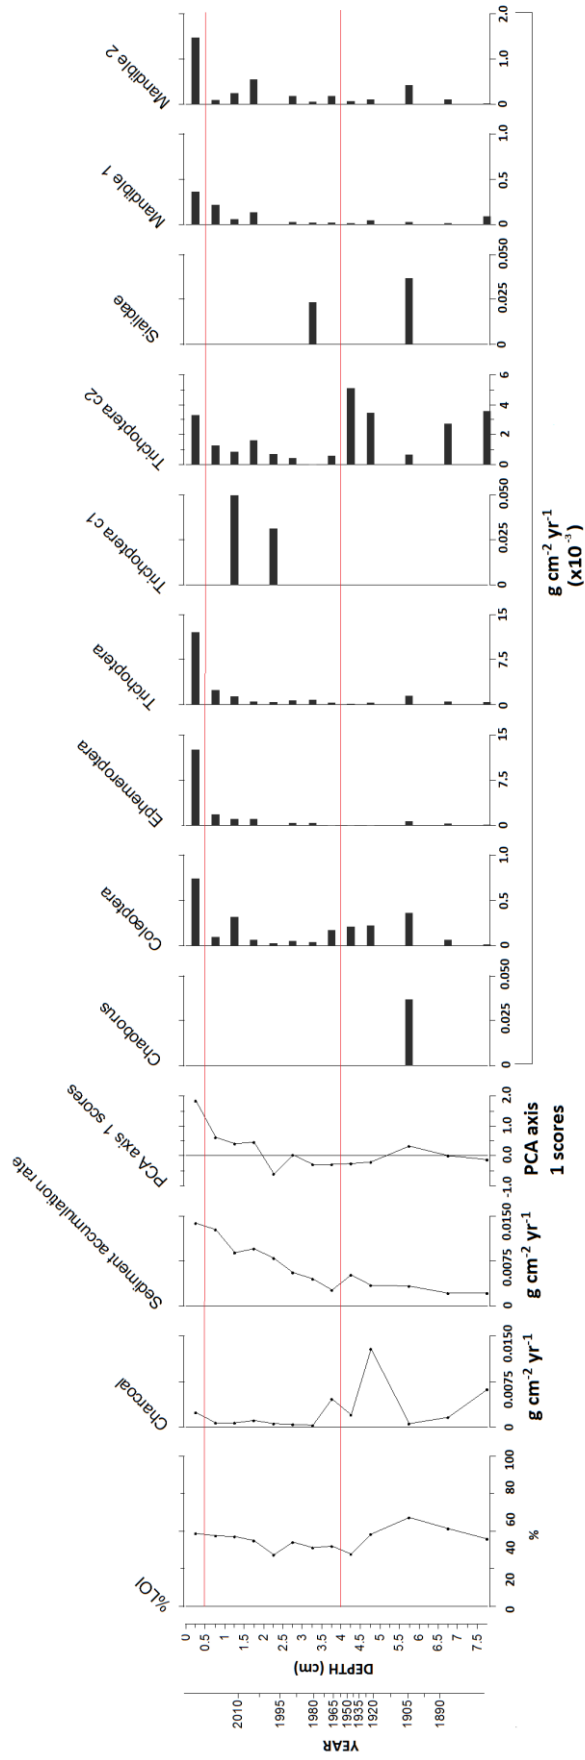 %LOI
Charcoal
Sediment accumulation rate
PCA axis 1 scores
Chaoborus
Coleoptera
Ephemeroptera
Trichoptera
Trichoptera c1
Trichoptera c2
Sialidae
Mandible 1
Mandible 2
YEAR
2010
1995
1980
1965
1950
1935
1920
1905
1890
DEPTH (cm)
0
0.5
1
1.5
2
2.5
3
3.5
4
4.5
5
5.5
6
6.5
7
7.5
0 20 40 60 80 100
%
0 0.0075 0.0150
g cm-2 yr-1
0 0.0075 0.0150
g cm-2 yr-1
-1.0 0.0 1.0 2.0
PCA axis
1 scores
0 0.025 0.050
0 0.5 1.0
0 7.5 15
0 7.5 15
0 0.025 0.050
0 2 4 6
0 0.025 0.050
0 0.5 1.0
0 1.0 2.0
g cm-2 yr-1
(x10-3)